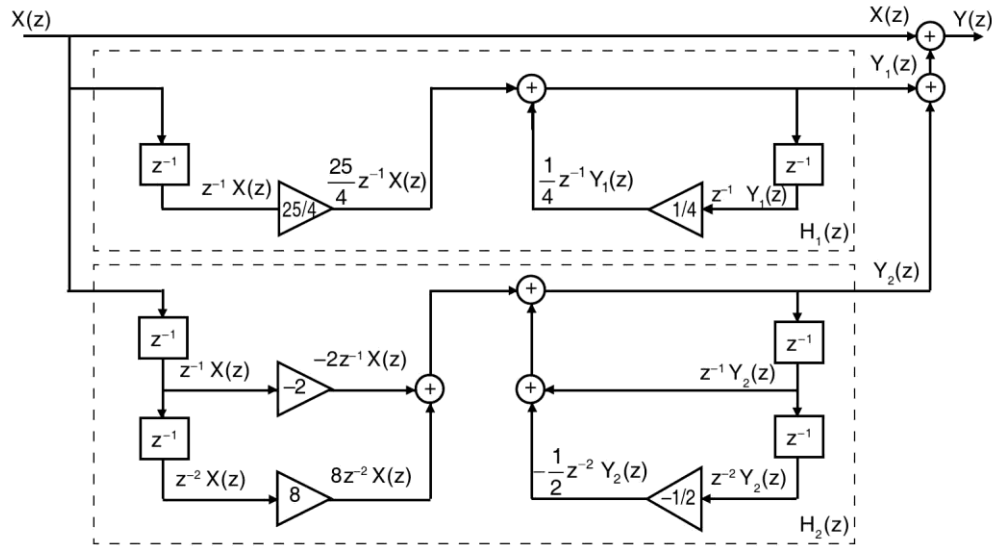 X(z)
X(z)
Y(z)
+
Y₁(z)
+
+
z⁻¹
z⁻¹
z⁻¹ X(z)
25/4
25/4 z⁻¹ X(z)
1/4 z⁻¹ Y₁(z)
1/4
z⁻¹ Y₁(z)
H₁(z)
Y₂(z)
+
z⁻¹
z⁻¹
z⁻¹ X(z)
−2
−2z⁻¹ X(z)
+
+
z⁻¹ Y₂(z)
z⁻¹
z⁻¹
z⁻² X(z)
8
8z⁻² X(z)
−1/2 z⁻² Y₂(z)
−1/2
z⁻² Y₂(z)
H₂(z)